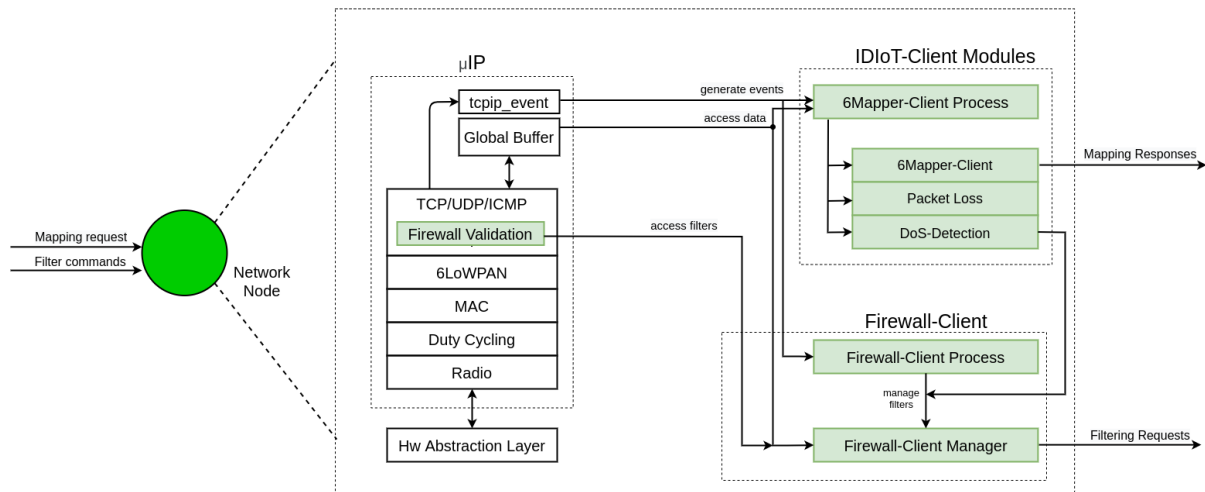 μIP
IDIoT-Client Modules
tcpip_event
generate events
6Mapper-Client Process
Global Buffer
access data
6Mapper-Client
Mapping Responses
TCP/UDP/ICMP
Packet Loss
Firewall Validation
access filters
DoS-Detection
Mapping request
Filter commands
Network
Node
6LoWPAN
MAC
Firewall-Client
Duty Cycling
Firewall-Client Process
Radio
manage
filters
Hw Abstraction Layer
Firewall-Client Manager
Filtering Requests